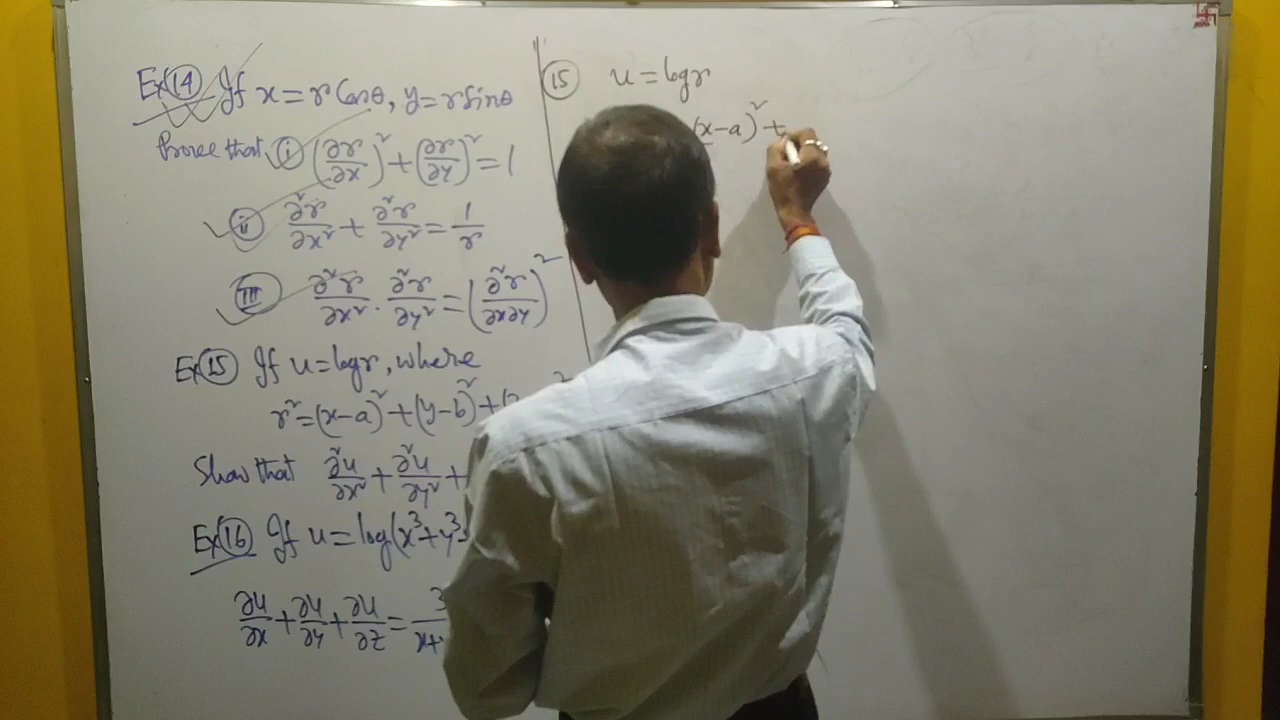 Ex(14) If x = r Cosθ, y = r Sinθ
Prove that (i) (∂r/∂x)² + (∂r/∂y)² = 1
(ii) ∂²r/∂x² + ∂²r/∂y² = 1/r
(iii) ∂²r/∂x² · ∂²r/∂y² = (∂²r/∂x∂y)²
Ex(15) If u = log r, where
r² = (x-a)² + (y-b)² + (
Show that ∂²u/∂x² + ∂²u/∂y² +
Ex(16) If u = log(x³ + y³ +
∂u/∂x + ∂u/∂y + ∂u/∂z = 3/x+
(15) u = log r
(x-a)² +